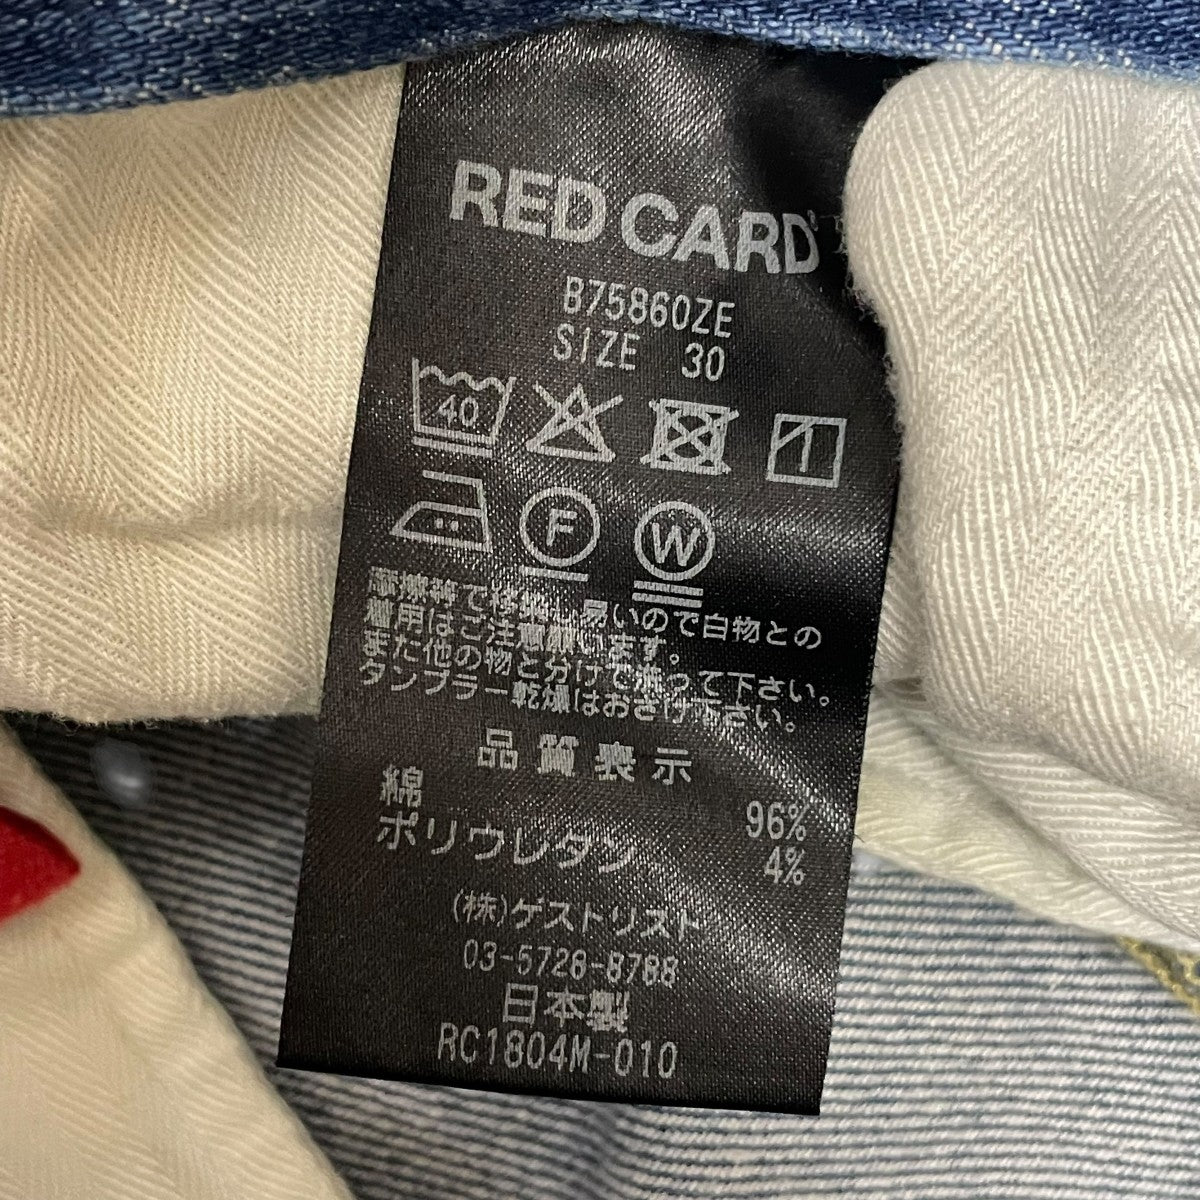 RED CARD®
B75860ZE
SIZE 30
40
F
W
摩擦等で移染し易いので白物との
着用はご注意願います。
また他の物と分けて洗って下さい。
タンブラー乾燥はおさけ下さい。
品質表示
綿 96%
ポリウレタン 4%
(株)ゲストリスト
03-5728-8788
日本製
RC1804M-010